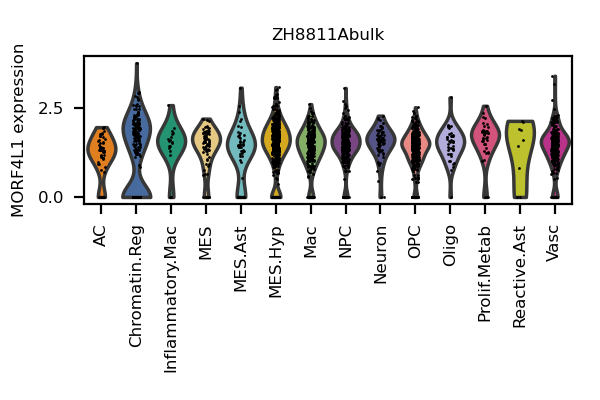 ZH8811Abulk
MORF4L1 expression
2.5
0.0
AC
Chromatin.Reg
Inflammatory.Mac
MES
MES.Ast
MES.Hyp
Mac
NPC
Neuron
OPC
Oligo
Prolif.Metab
Reactive.Ast
Vasc